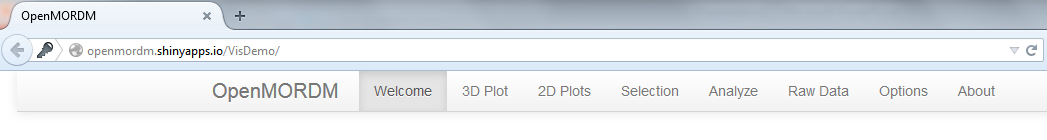 OpenMORDM
openmordm.shinyapps.io/VisDemo/
OpenMORDM Welcome 3D Plot 2D Plots Selection Analyze Raw Data Options About